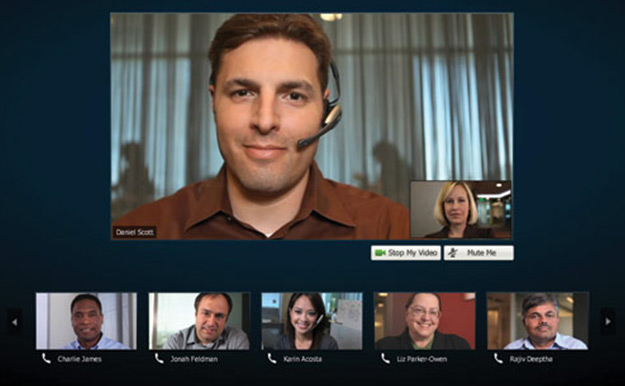 Daniel Scott
Stop My Video
Mute Me
Charlie James
Jonah Feldman
Karin Acosta
Liz Parker-Owen
Rajiv Deeptha